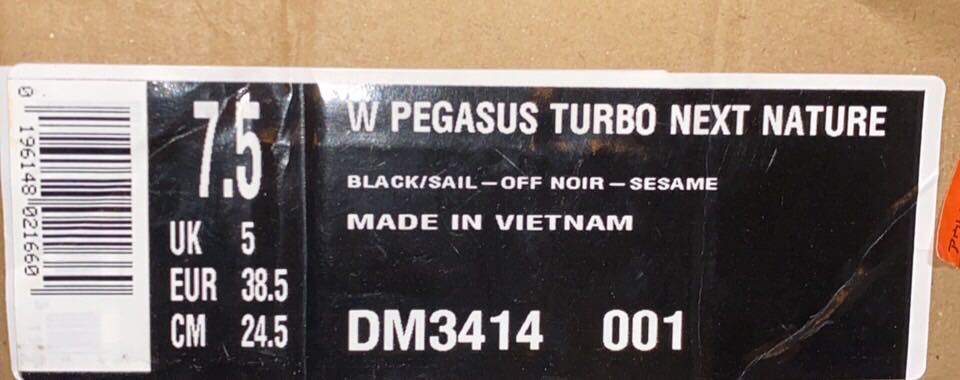 0 196148 021660
7.5
UK 5
EUR 38.5
CM 24.5
W PEGASUS TURBO NEXT NATURE
BLACK/SAIL—OFF NOIR—SESAME
MADE IN VIETNAM
DM3414 001